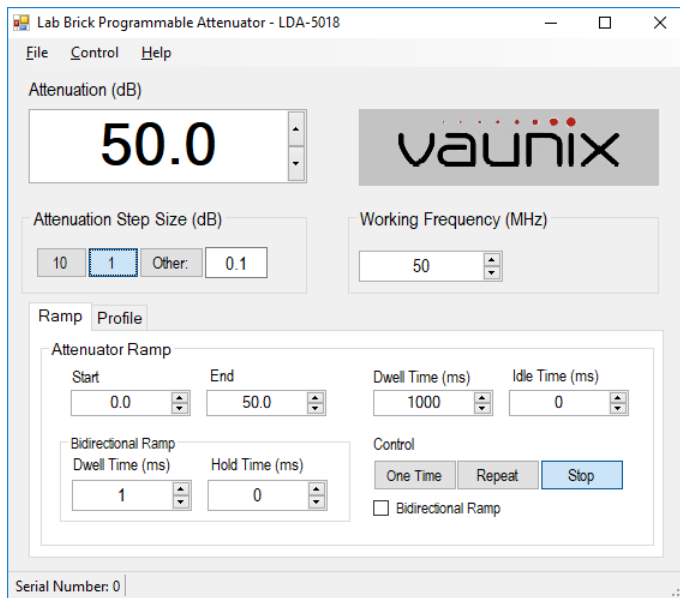 Lab Brick Programmable Attenuator - LDA-5018
File Control Help
Attenuation (dB)
50.0
vaunix
Attenuation Step Size (dB)
10 1 Other: 0.1
Working Frequency (MHz)
50
Ramp Profile
Attenuator Ramp
Start End Dwell Time (ms) Idle Time (ms)
0.0 50.0 1000 0
Bidirectional Ramp
Dwell Time (ms) Hold Time (ms)
1 0
Control
One Time Repeat Stop
Bidirectional Ramp
Serial Number: 0